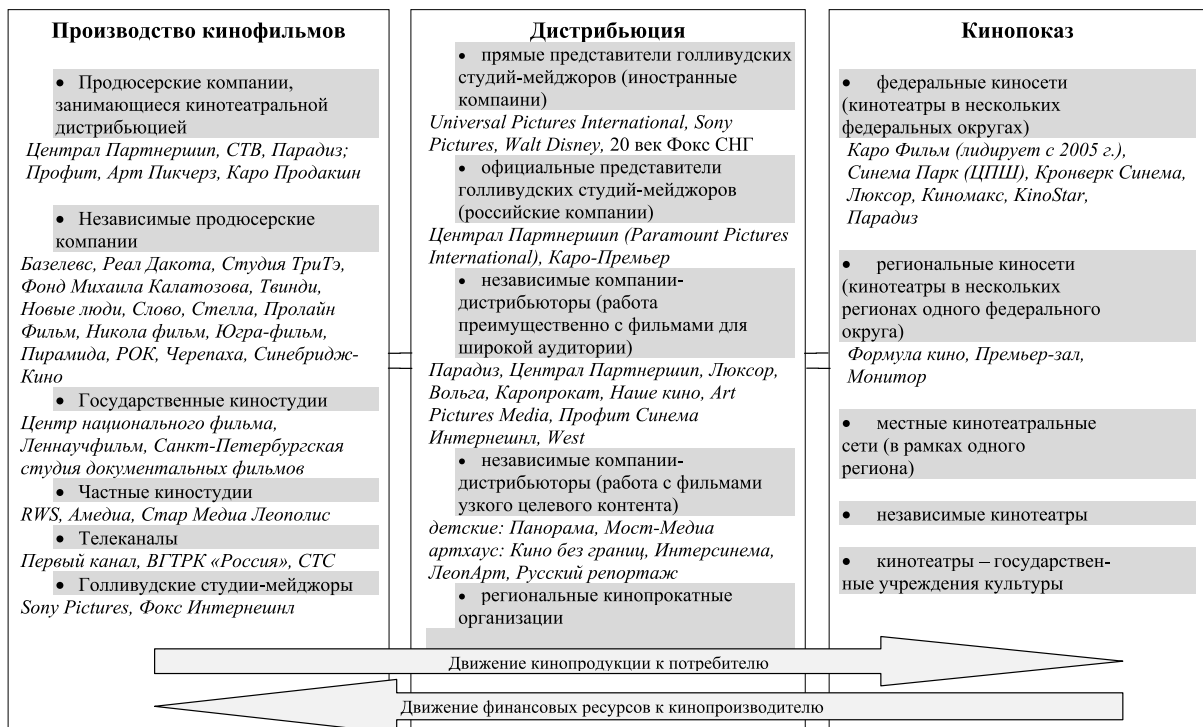 Производство кинофильмов
• Продюсерские компании,
занимающиеся кинотеатральной
дистрибьюцией
Централ Партнершип, СТВ, Парадиз;
Профит, Арт Пикчерз, Каро Продакшн
• Независимые продюсерские
компании
Базелевс, Реал Дакота, Студия ТриТэ,
Фонд Михаила Калатозова, Твинди,
Новые люди, Слово, Стелла, Пролайн
Фильм, Никола фильм, Югра-фильм,
Пирамида, РОК, Черепаха, Синебридж-
Кино
• Государственные киностудии
Центр национального фильма,
Леннаучфильм, Санкт-Петербургская
студия документальных фильмов
• Частные киностудии
RWS, Амедиа, Стар Медиа Леополис
• Телеканалы
Первый канал, ВГТРК «Россия», СТС
• Голливудские студии-мейджоры
Sony Pictures, Фокс Интернешнл
Дистрибьюция
• прямые представители голливудских
студий-мейджоров (иностранные
компаини)
Universal Pictures International, Sony
Pictures, Walt Disney, 20 век Фокс СНГ
• официальные представители
голливудских студий-мейджоров
(российские компании)
Централ Партнершип (Paramount Pictures
International), Каро-Премьер
• независимые компании-
дистрибьюторы (работа
преимущественно с фильмами для
широкой аудитории)
Парадиз, Централ Партнершип, Люксор,
Вольга, Каропрокат, Наше кино, Art
Pictures Media, Профит Синема
Интернешнл, West
• независимые компании-
дистрибьюторы (работа с фильмами
узкого целевого контента)
детские: Панорама, Мост-Медиа
артхаус: Кино без границ, Интерсинема,
ЛеопАрт, Русский репортаж
• региональные кинопрокатные
организации
Кинопоказ
• федеральные киносети
(кинотеатры в нескольких
федеральных округах)
Каро Фильм (лидирует с 2005 г.),
Синема Парк (ЦПШ), Кронверк Синема,
Люксор, Киномакс, KinoStar,
Парадиз
• региональные киносети
(кинотеатры в нескольких
регионах одного федерального
округа)
Формула кино, Премьер-зал,
Монитор
• местные кинотеатральные
сети (в рамках одного
региона)
• независимые кинотеатры
• кинотеатры – государствен-
ные учреждения культуры
Движение кинопродукции к потребителю
Движение финансовых ресурсов к кинопроизводителю